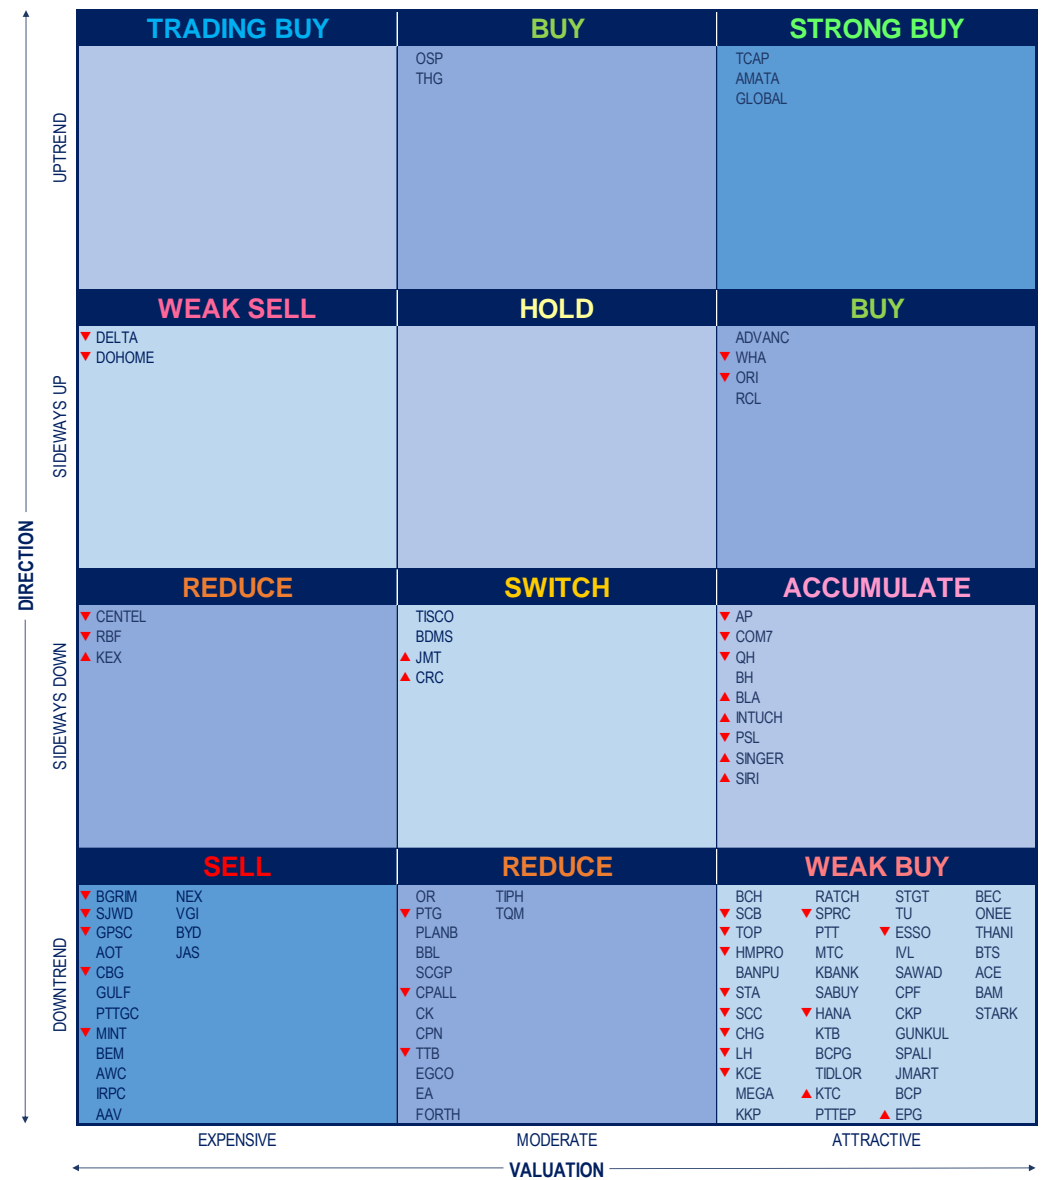 TRADING BUY BUY STRONG BUY
OSP TCAP
THG AMATA
GLOBAL
UPTREND
WEAK SELL HOLD BUY
▼ DELTA ADVANC
▼ DOHOME ▼ WHA
▼ ORI
RCL
SIDEWAYS UP
DIRECTION
REDUCE SWITCH ACCUMULATE
▼ CENTEL TISCO ▼ AP
▼ RBF BDMS ▼ COM7
▲ KEX ▲ JMT ▼ QH
▲ CRC BH
▲ BLA
▲ INTUCH
▼ PSL
▲ SINGER
▲ SIRI
SIDEWAYS DOWN
SELL REDUCE WEAK BUY
▼ BGRIM NEX OR TIPH BCH RATCH STGT BEC
▼ SJWD VGI ▼ PTG TQM ▼ SCB ▼ SPRC TU ONEE
▼ GPSC BYD PLANB ▼ TOP PTT ▼ ESSO THANI
AOT JAS BBL ▼ HMPRO MTC IVL BTS
▼ CBG SCGP BANPU KBANK SAWAD ACE
GULF ▼ CPALL ▼ STA SABUY CPF BAM
PTTGC CK ▼ SCC ▼ HANA CKP STARK
▼ MINT CPN ▼ CHG KTB GUNKUL
BEM ▼ TTB ▼ LH BCPG SPALI
AWC EGCO ▼ KCE TIDLOR JMART
IRPC EA MEGA ▲ KTC BCP
AAV FORTH KKP PTTEP ▲ EPG
DOWNTREND
EXPENSIVE MODERATE ATTRACTIVE
VALUATION